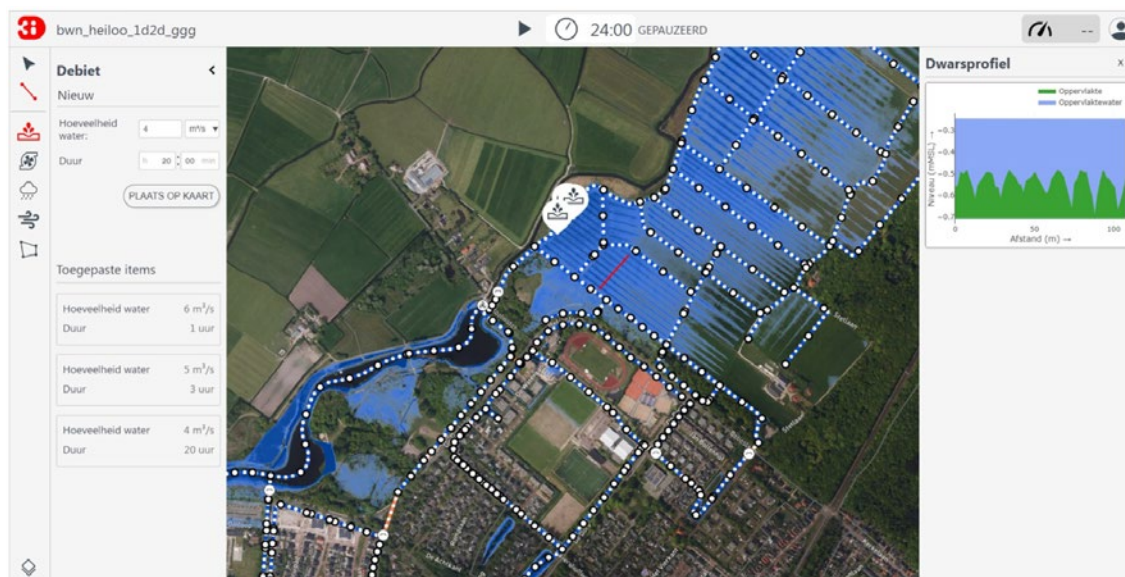 3i
bwn_heiloo_1d2d_ggg
24:00 GEPAUZEERD
--
Debiet
Nieuw
Hoeveelheid water: 4 m³/s
Duur h 20 : 00 min
PLAATS OP KAART
Toegepaste items
Hoeveelheid water 6 m³/s
Duur 1 uur
Hoeveelheid water 5 m³/s
Duur 3 uur
Hoeveelheid water 4 m³/s
Duur 20 uur
Dwarsprofiel x
Oppervlakte
Oppervlaktewater
Niveau (mMSL) →
−0.3
−0.4
−0.5
−0.6
−0.7
0 50 100
Afstand (m) →